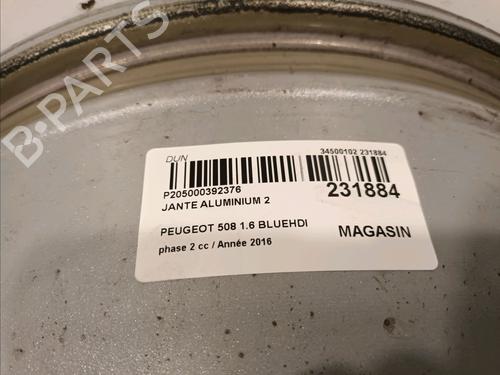 B-PARTS
DUN
34500102 231884
P205000392376
JANTE ALUMINIUM 2
231884
PEUGEOT 508 1.6 BLUEHDI
MAGASIN
phase 2 cc / Année 2016